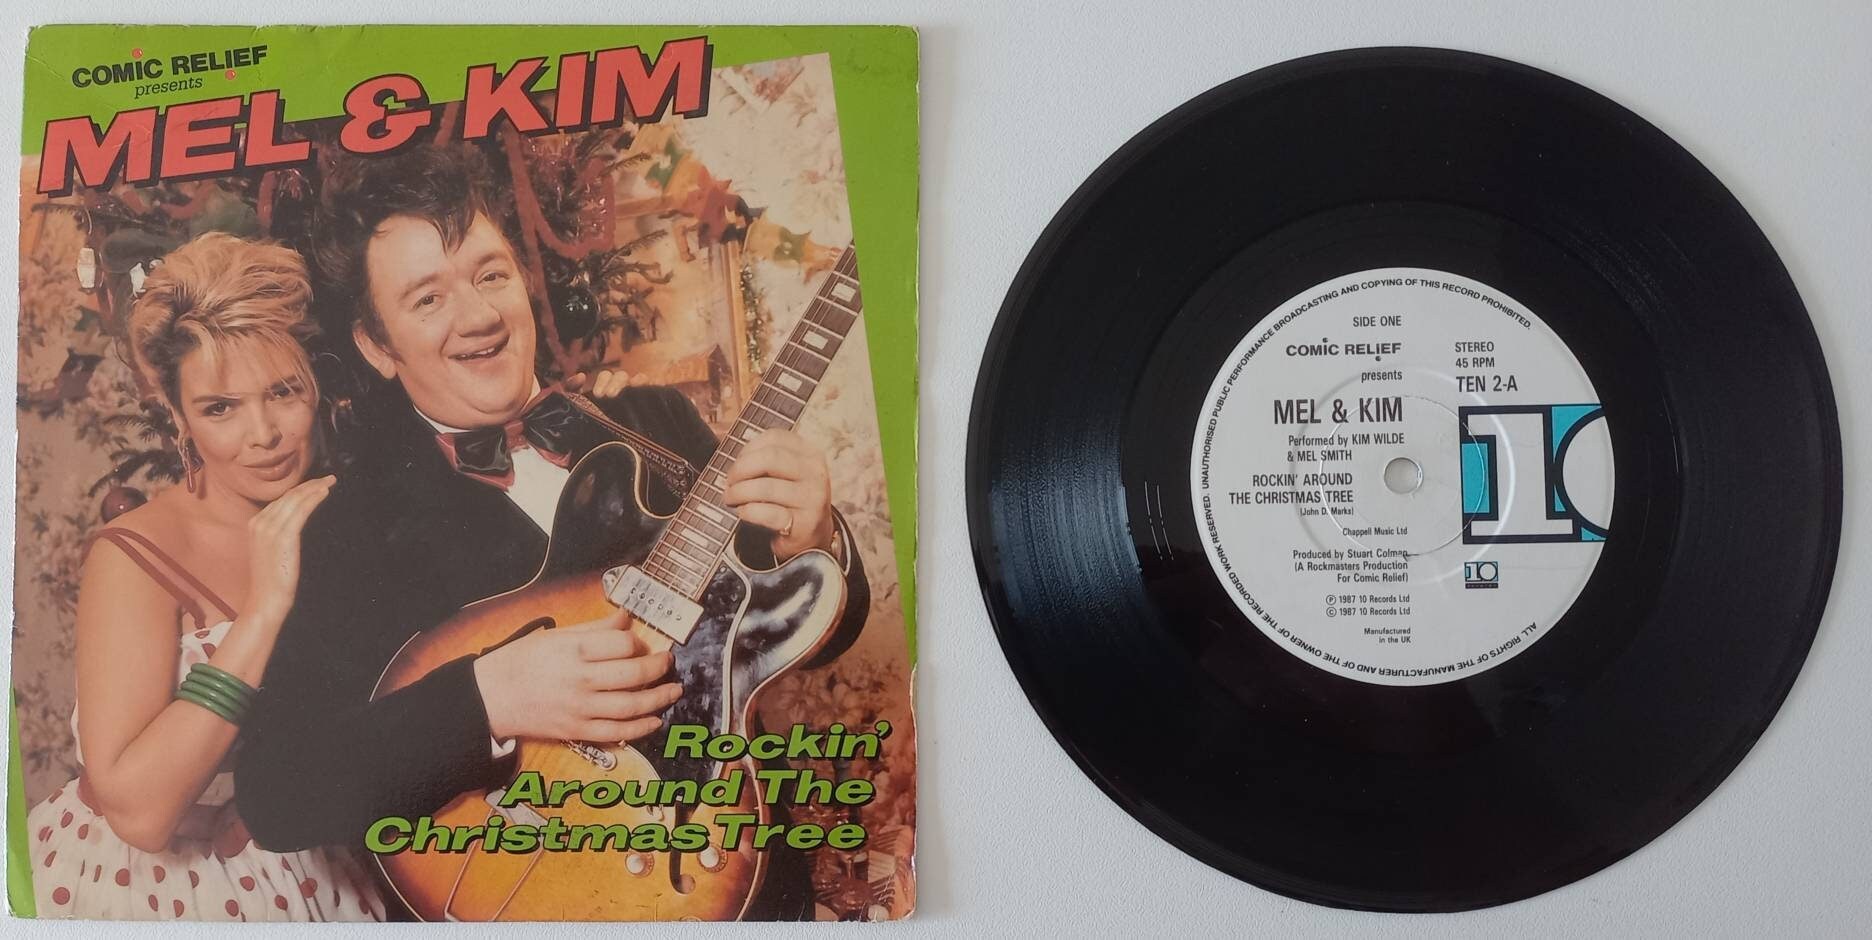 COMIC RELIEF
presents
MEL & KIM
Rockin'
Around The
Christmas Tree
ALL RIGHTS OF THE MANUFACTURER AND OF THE OWNER OF THE RECORDED WORK RESERVED. UNAUTHORISED PUBLIC PERFORMANCE BROADCASTING AND COPYING OF THIS RECORD PROHIBITED.
SIDE ONE
COMIC RELIEF
presents
STEREO
45 RPM
TEN 2-A
MEL & KIM
Performed by KIM WILDE
& MEL SMITH
ROCKIN' AROUND
THE CHRISTMAS TREE
(John D. Marks)
Chappell Music Ltd
Produced by Stuart Colman
(A Rockmasters Production
For Comic Relief)
℗ 1987 10 Records Ltd
© 1987 10 Records Ltd
Manufactured
in the UK
10
10